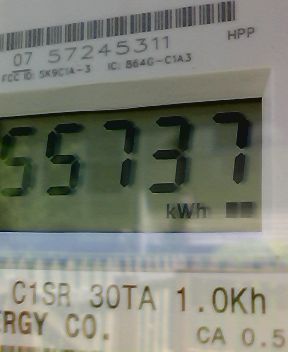 07 57245311
HPP
FCC ID: SK9C1A-3 IC: 864G-C1A3
55737
kWh
C1SR 30TA 1.0Kh
ERGY CO.
CA 0.5